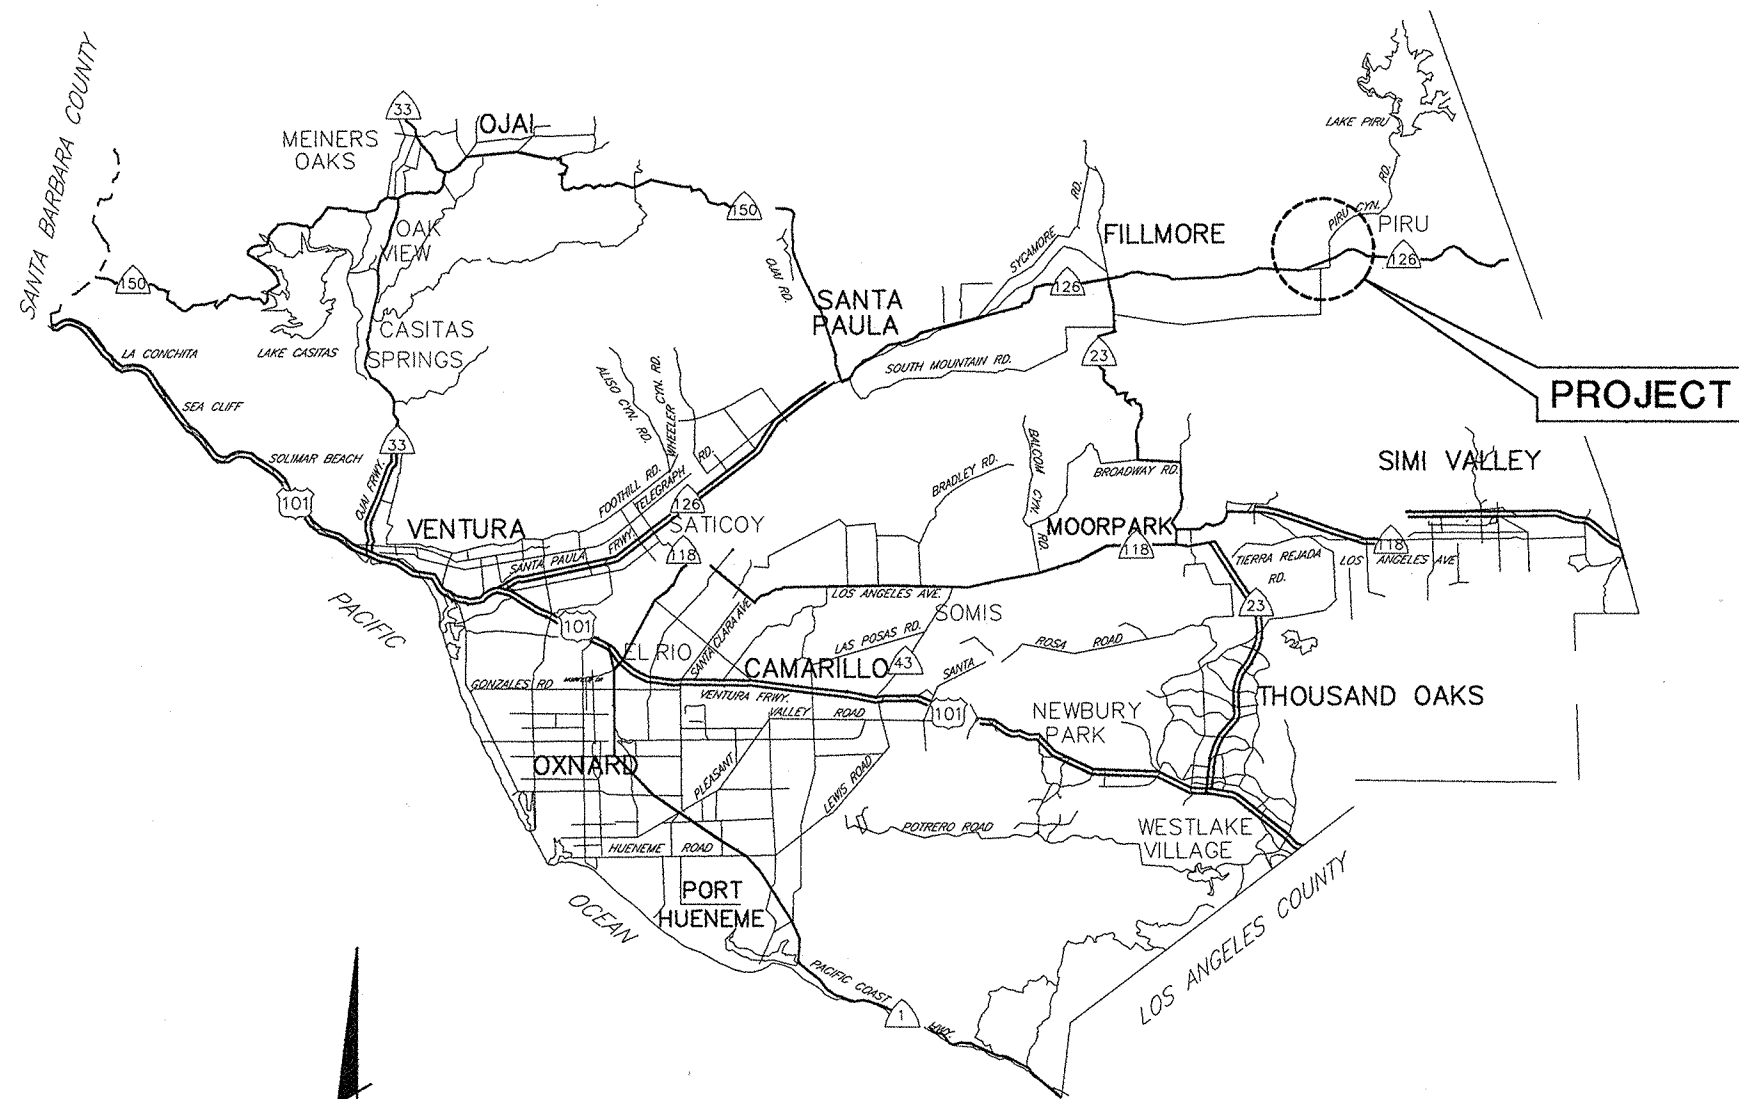 SANTA BARBARA COUNTY
33
MEINERS
OAKS
OJAI
150
OAK
VIEW
150
OJAI RD.
LAKE CASITAS
CASITAS
SPRINGS
LA CONCHITA
SEA CLIFF
SOLIMAR BEACH
33
OJAI FRWY.
101
VENTURA
SANTA
PAULA
126
SYCAMORE
RD.
FILLMORE
LAKE PIRU
PIRU CYN.
RD.
PIRU
126
PROJECT
SOUTH MOUNTAIN RD.
23
ALISO CYN. RD.
WHEELER CYN. RD.
FOOTHILL RD.
TELEGRAPH
RD.
126
SATICOY
SANTA PAULA
FRWY.
118
BRADLEY RD.
BALCOM
CYN.
RD.
BROADWAY RD.
MOORPARK
118
SIMI VALLEY
118
TIERRA REJADA
RD.
LOS ANGELES AVE
23
PACIFIC
101
EL RIO
SANTA CLARA AVE
LOS ANGELES AVE.
SOMIS
LAS POSAS RD.
43
SANTA
ROSA ROAD
CAMARILLO
GONZALES RD
VENTURA FRWY.
101
VALLEY ROAD
NEWBURY
PARK
THOUSAND OAKS
OXNARD
PLEASANT
LEWIS ROAD
POTRERO ROAD
WESTLAKE
VILLAGE
HUENEME ROAD
PORT
HUENEME
OCEAN
PACIFIC COAST
1
HWY.
LOS ANGELES COUNTY